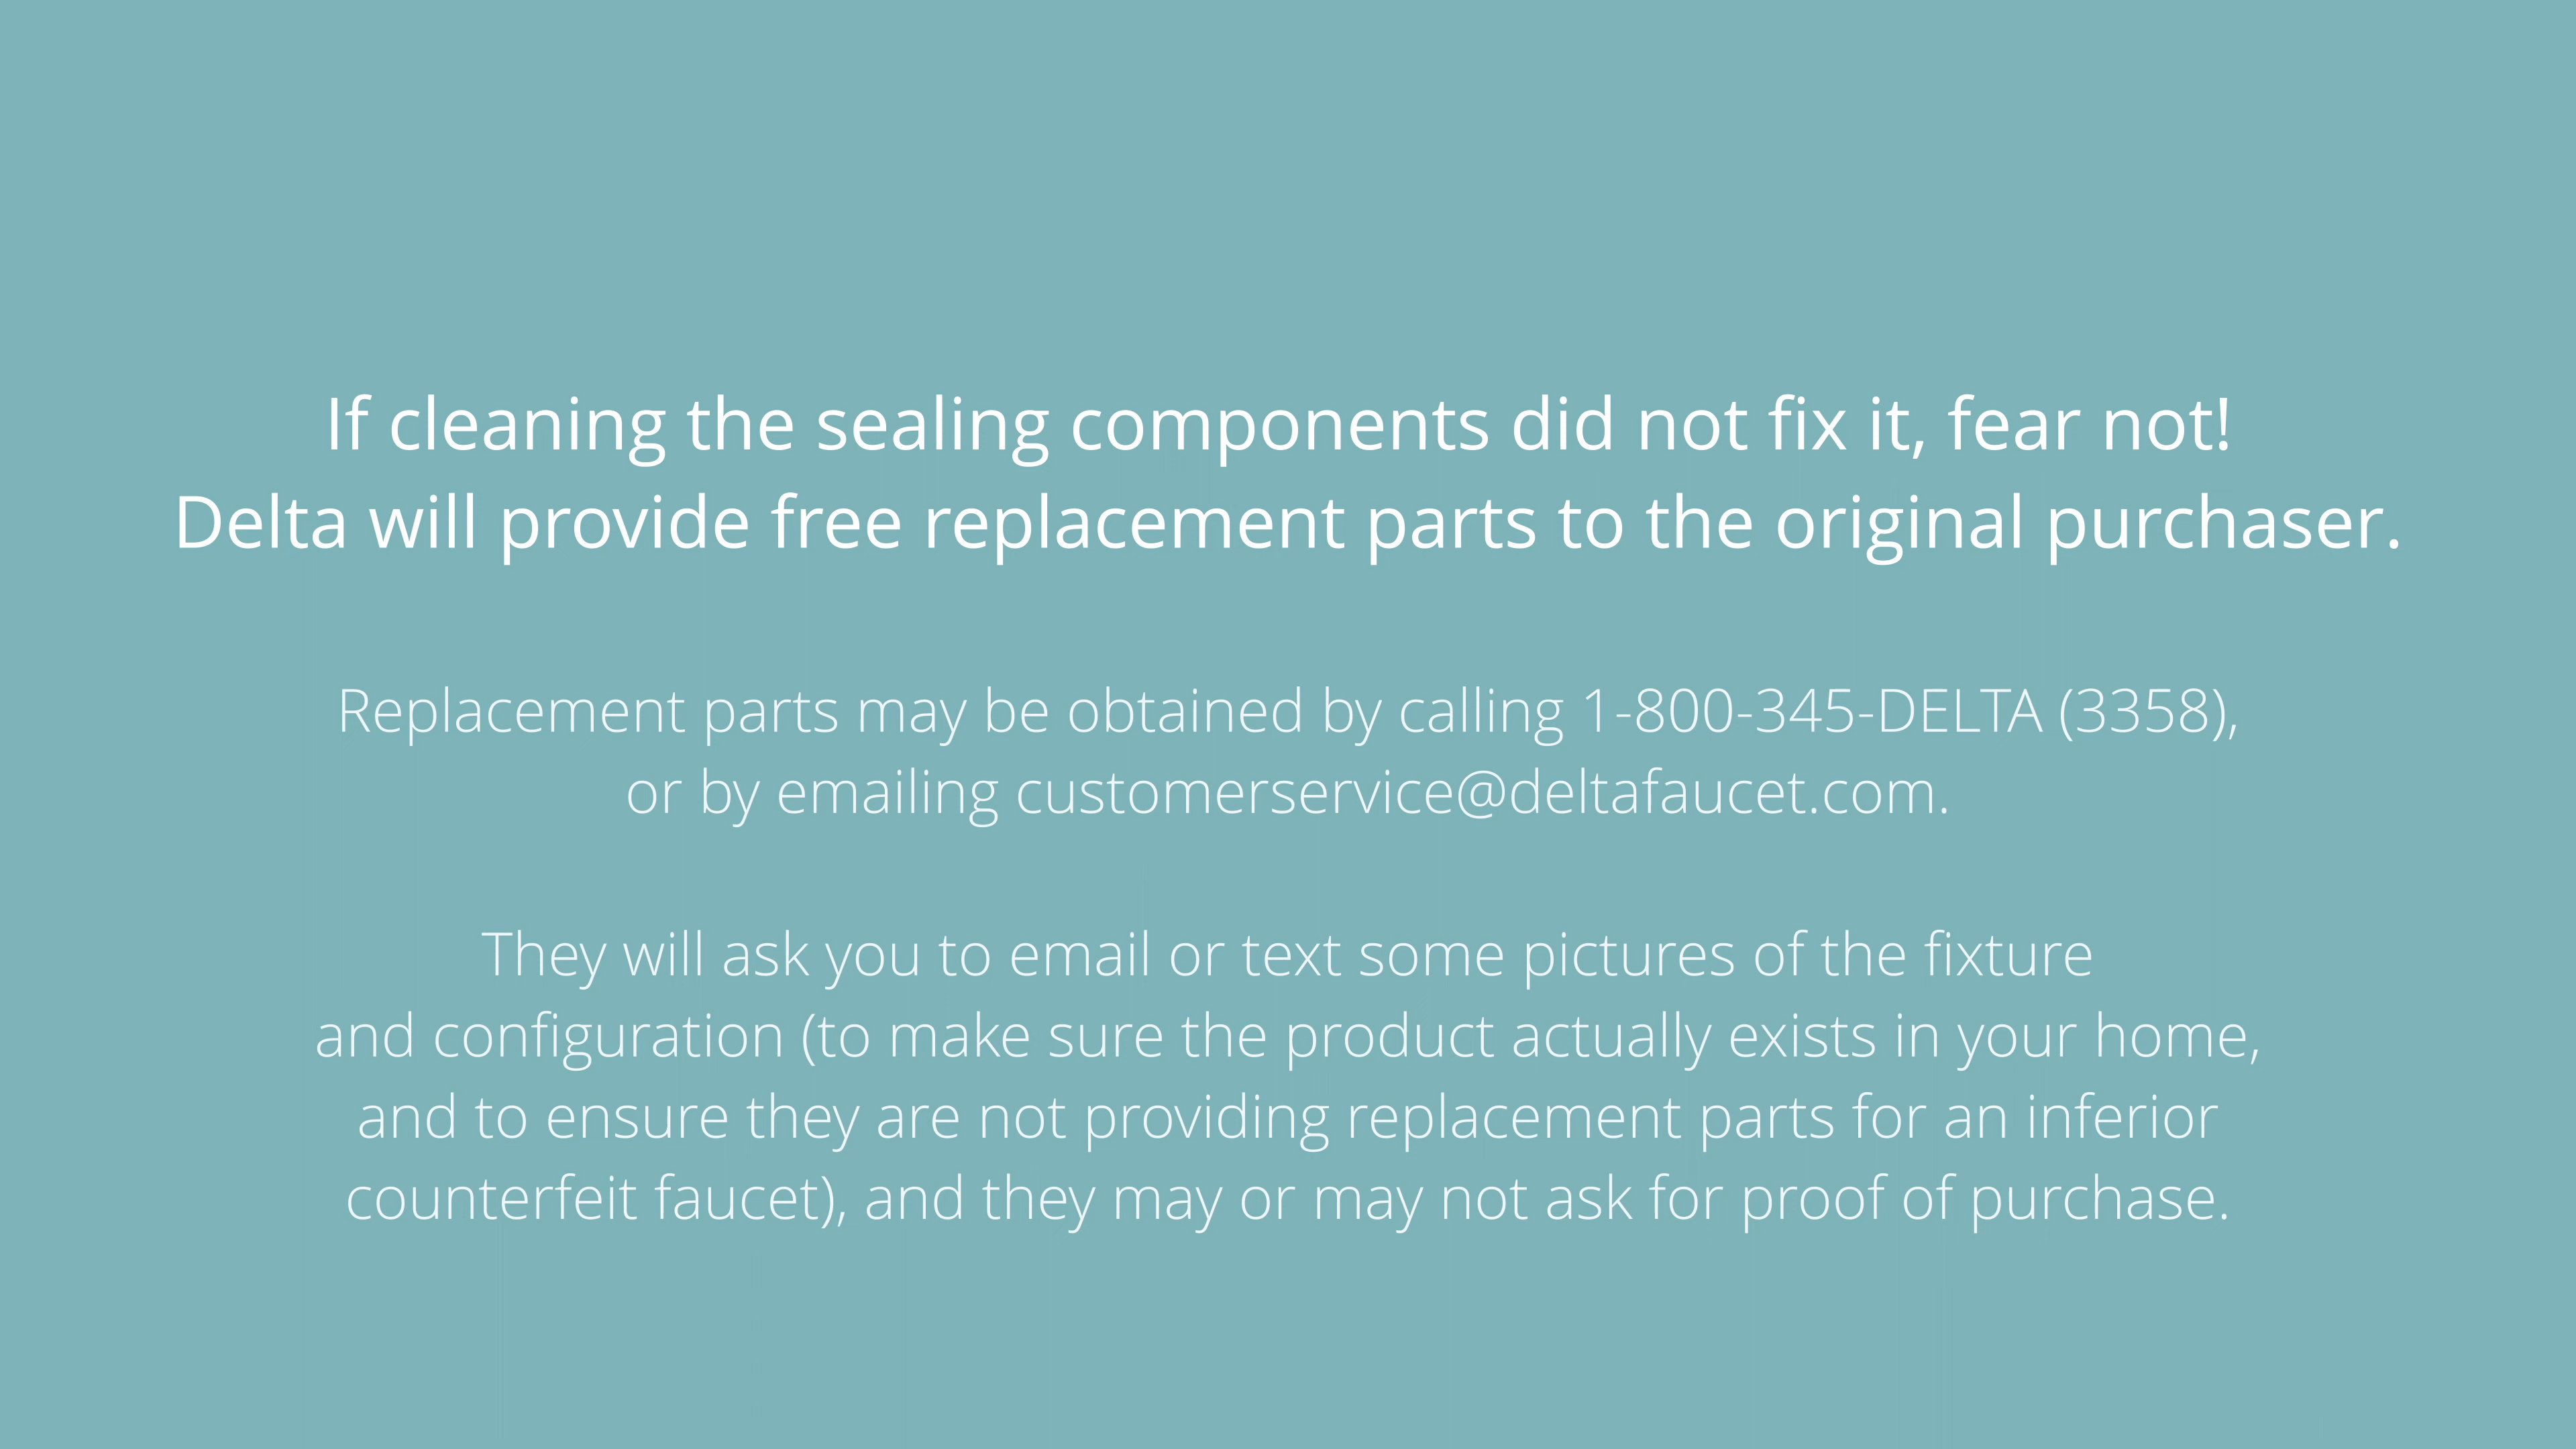 If cleaning the sealing components did not fix it, fear not!
Delta will provide free replacement parts to the original purchaser.
Replacement parts may be obtained by calling 1-800-345-DELTA (3358),
or by emailing customerservice@deltafaucet.com.
They will ask you to email or text some pictures of the fixture
and configuration (to make sure the product actually exists in your home,
and to ensure they are not providing replacement parts for an inferior
counterfeit faucet), and they may or may not ask for proof of purchase.